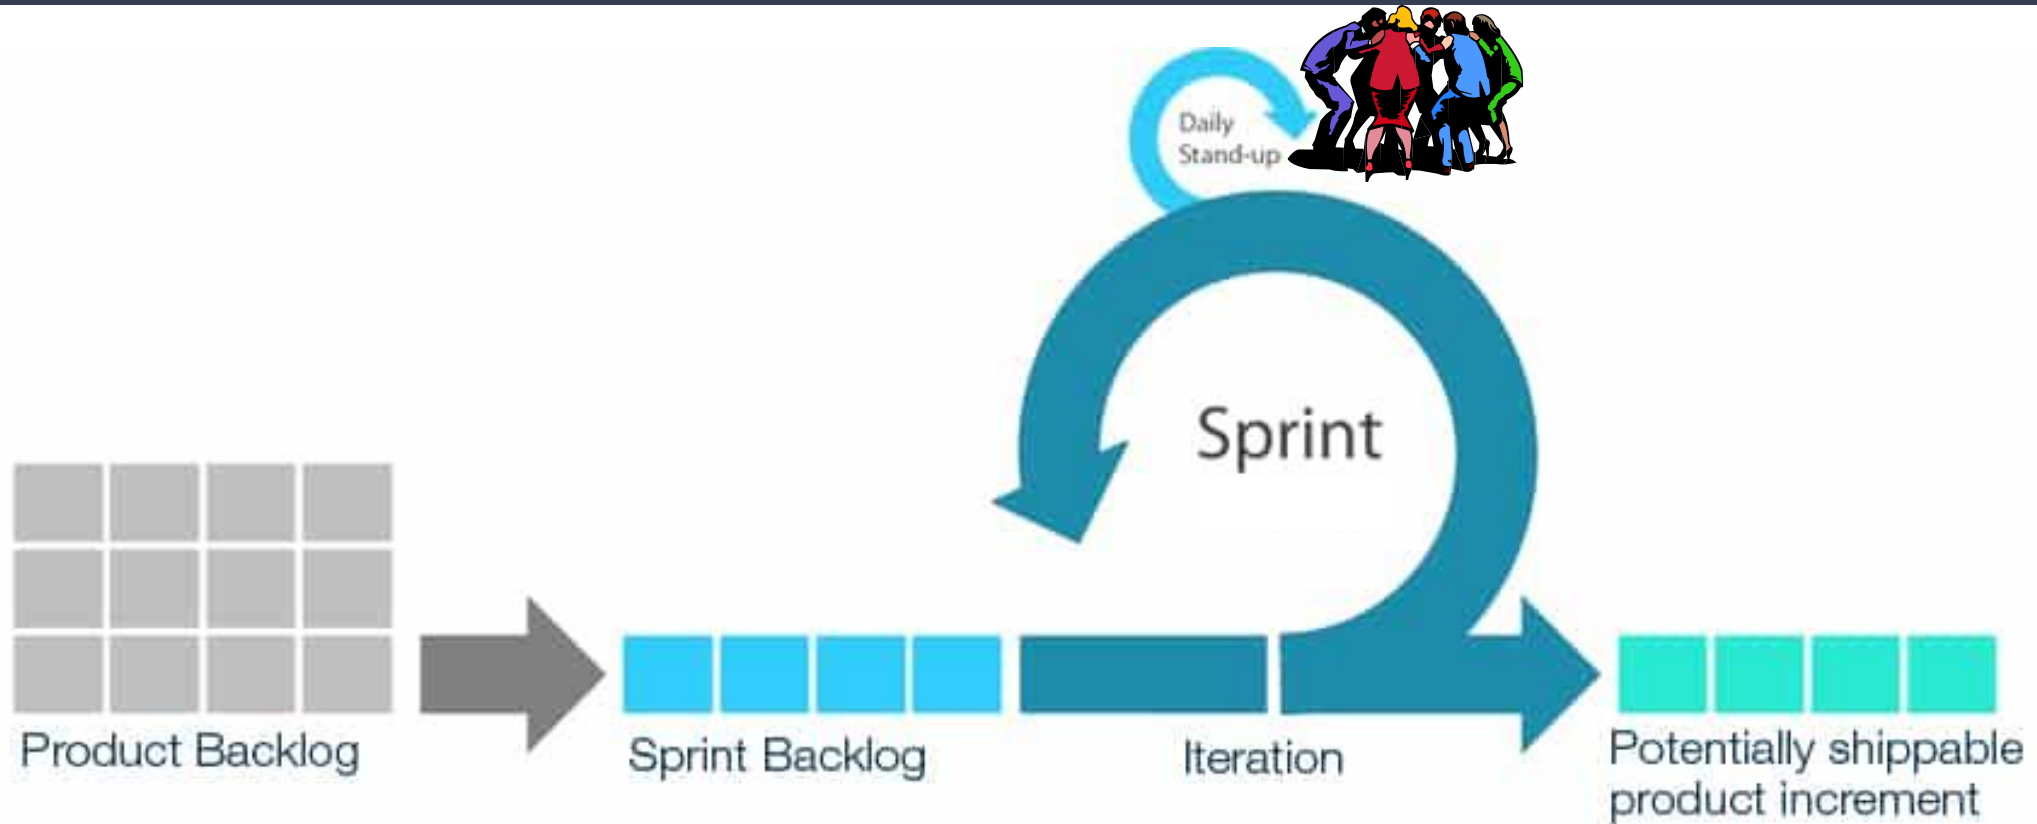 Daily
Stand-up
Sprint
Product Backlog
Sprint Backlog
Iteration
Potentially shippable
product increment